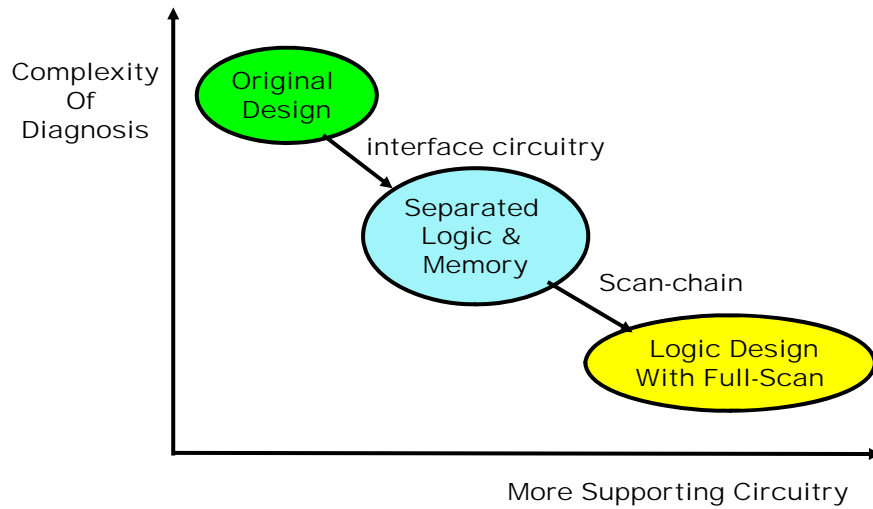 Complexity
Of
Diagnosis
Original
Design
interface circuitry
Separated
Logic &
Memory
Scan-chain
Logic Design
With Full-Scan
More Supporting Circuitry